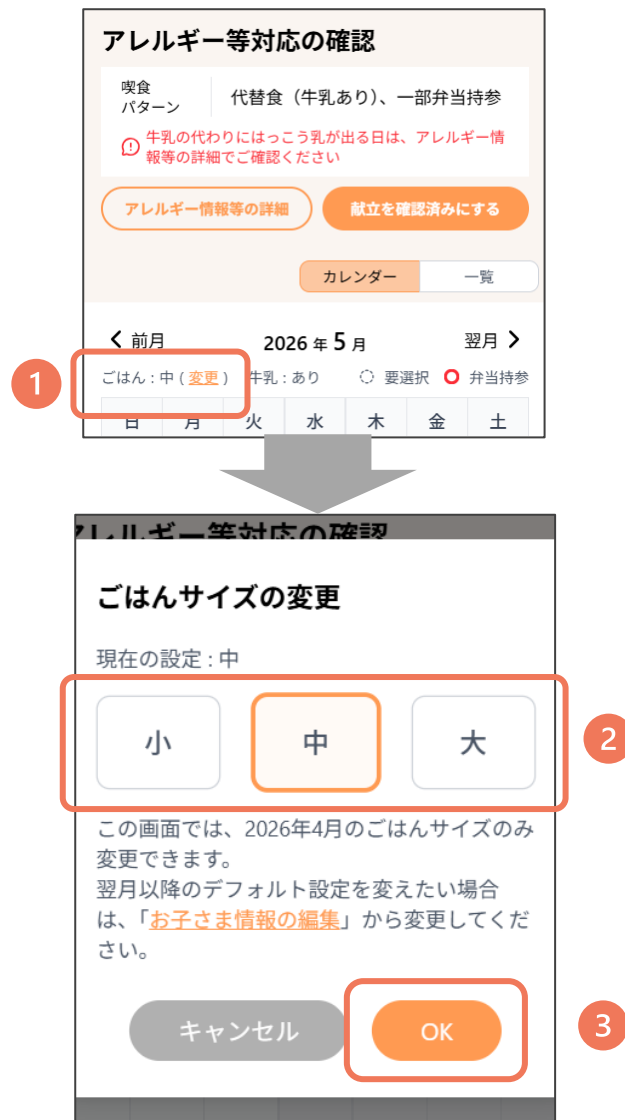 アレルギー等対応の確認
喫食
パターン
代替食（牛乳あり）、一部弁当持参
牛乳の代わりにはっこう乳が出る日は、アレルギー情
報等の詳細でご確認ください
アレルギー情報等の詳細
献立を確認済みにする
カレンダー
一覧
前月
2026 年 5 月
翌月
1
ごはん : 中 ( 変更 )
牛乳 : あり
要選択
弁当持参
日 月 火 水 木 金 土
アレルギー等対応の確認
ごはんサイズの変更
現在の設定 : 中
小
中
大
2
この画面では、2026年4月のごはんサイズのみ
変更できます。
翌月以降のデフォルト設定を変えたい場合
は、「お子さま情報の編集」から変更してくだ
さい。
キャンセル
OK
3